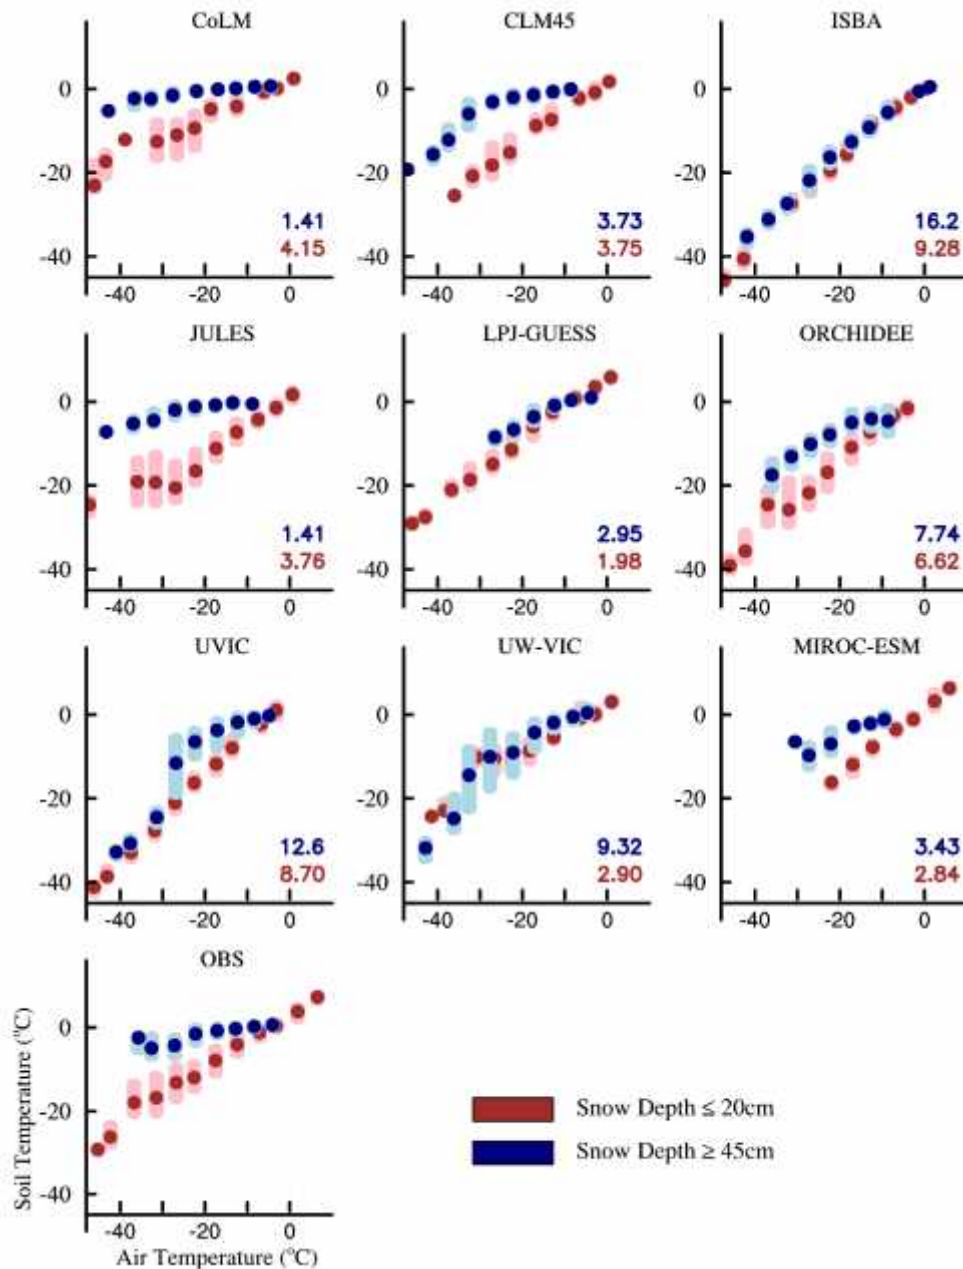 CoLM CLM45 ISBA
0 0 0
-20 -20 -20
1.41 3.73 16.2
-40 4.15 -40 3.75 -40 9.28
-40 -20 0 -40 -20 0 -40 -20 0
JULES LPJ-GUESS ORCHIDEE
0 0 0
-20 -20 -20
1.41 2.95 7.74
3.76 1.98 6.62
-40 -40 -40
-40 -20 0 -40 -20 0 -40 -20 0
UVIC UW-VIC MIROC-ESM
0 0 0
-20 -20 -20
12.6 9.32 3.43
-40 8.70 -40 2.90 -40 2.84
-40 -20 0 -40 -20 0 -40 -20 0
OBS
0
-20
-40
-40 -20 0
Soil Temperature (°C)
Air Temperature (°C)
Snow Depth ≤ 20cm
Snow Depth ≥ 45cm